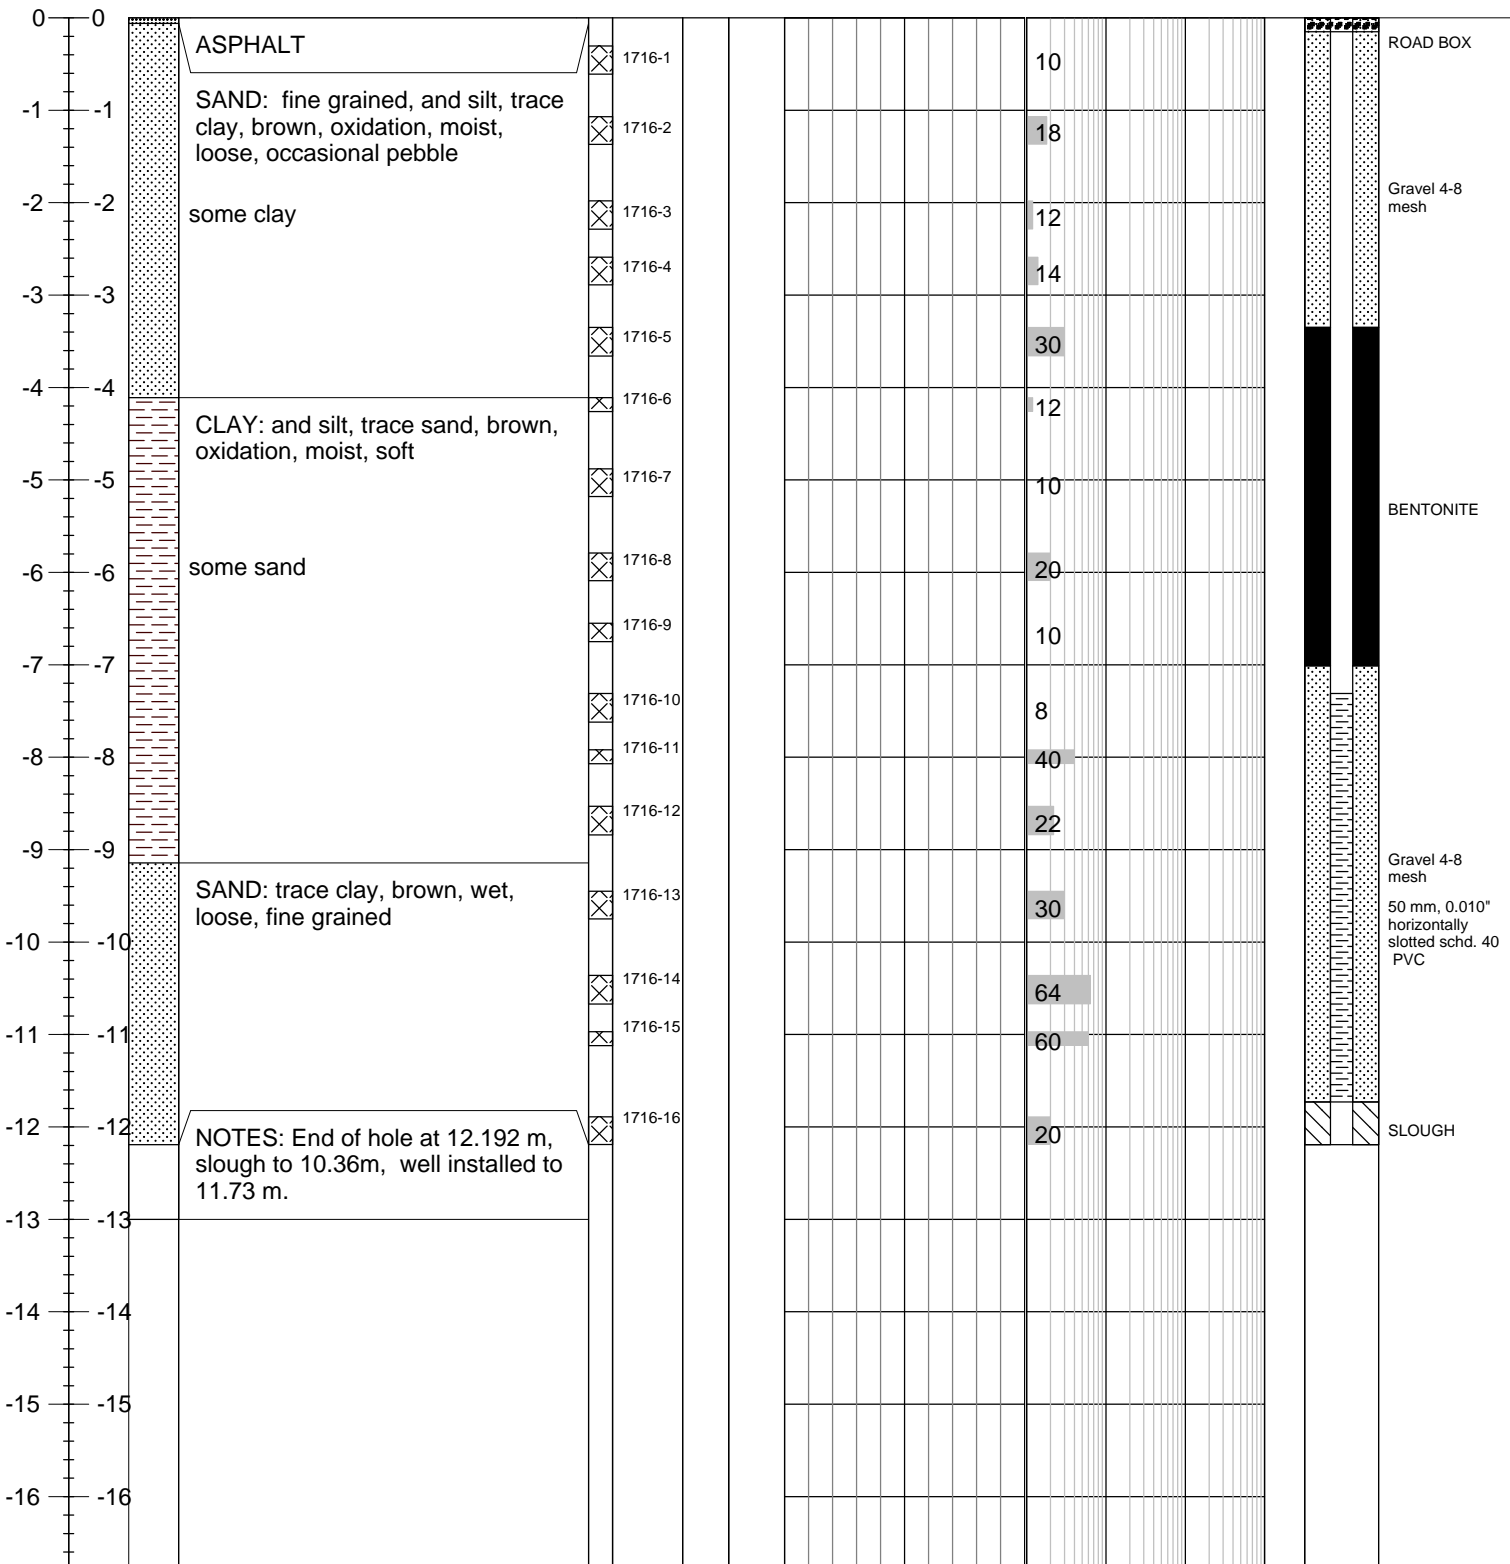 0 0
ASPHALT
1716-1
10
ROAD BOX
SAND: fine grained, and silt, trace
clay, brown, oxidation, moist,
loose, occasional pebble
-1 -1
1716-2
18
-2 -2
some clay
1716-3
12
Gravel 4-8
mesh
1716-4
14
-3 -3
1716-5
30
-4 -4
1716-6
12
CLAY: and silt, trace sand, brown,
oxidation, moist, soft
1716-7
-5 -5
10
BENTONITE
some sand
1716-8
-6 -6
20
1716-9
10
-7 -7
1716-10
8
1716-11
-8 -8
40
1716-12
22
-9 -9
SAND: trace clay, brown, wet,
loose, fine grained
1716-13
30
Gravel 4-8
mesh
50 mm, 0.010"
horizontally
slotted schd. 40
PVC
-10 -10
1716-14
64
1716-15
-11 -11
60
1716-16
-12 -12
20
SLOUGH
NOTES: End of hole at 12.192 m,
slough to 10.36m, well installed to
11.73 m.
-13 -13
-14 -14
-15 -15
-16 -16